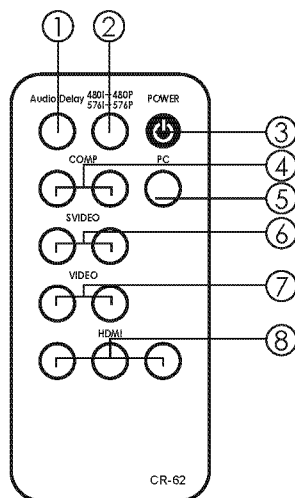 ① ②
Audio Delay 480I→480P 576I→576P POWER
③
COMP PC ④
⑤
SVIDEO ⑥
VIDEO ⑦
HDMI ⑧
CR-62